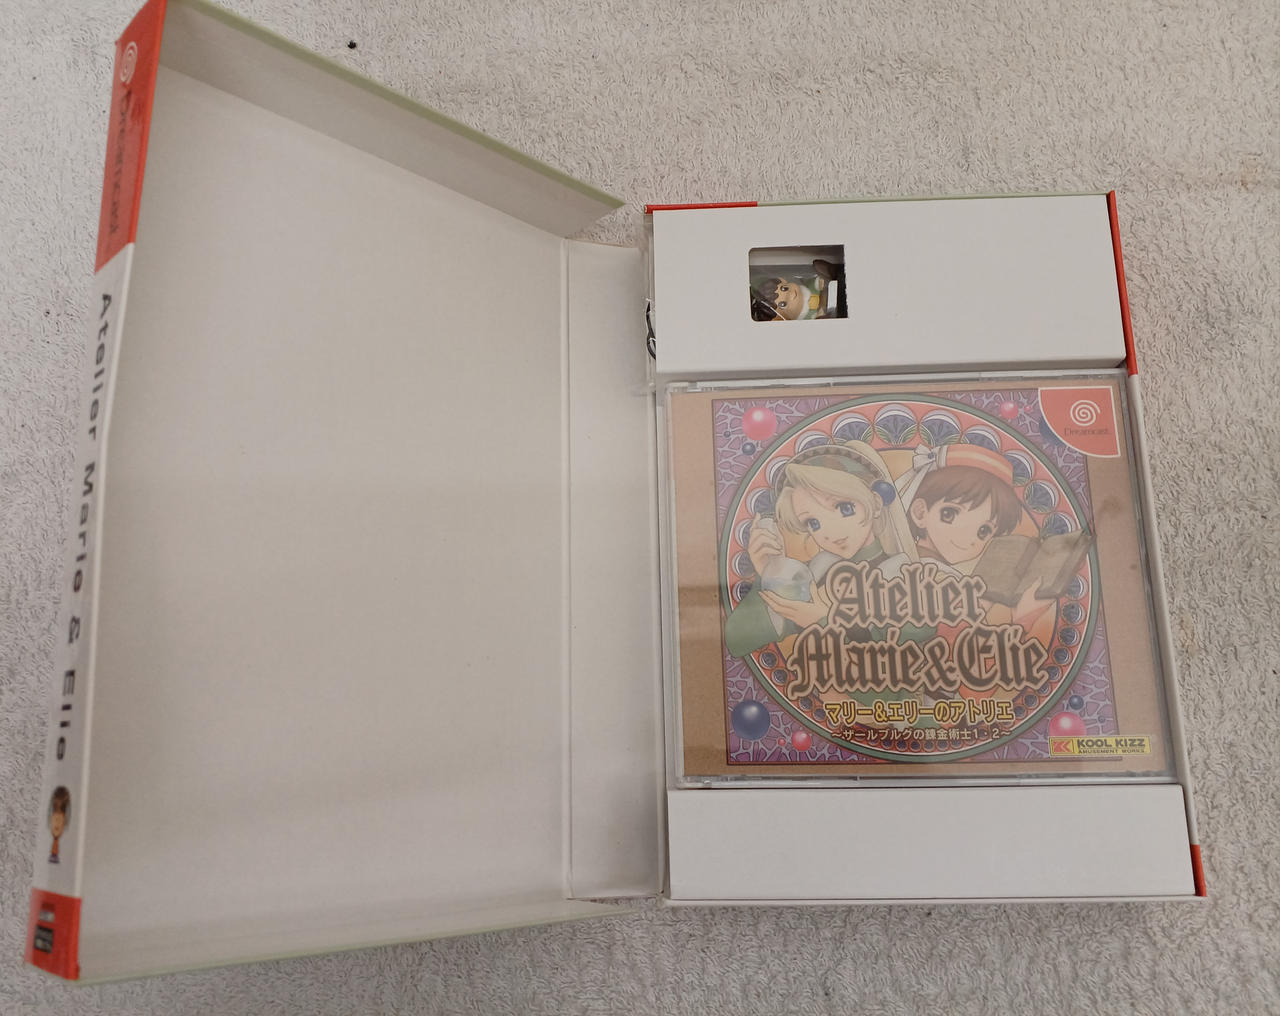 Dreamcast
Atelier Marie & Elie
Dreamcast
Atelier
Marie & Elie
マリー&エリーのアトリエ
～ザールブルグの錬金術士1・2～
KOOL KIZZ
AMUSEMENT WORKS